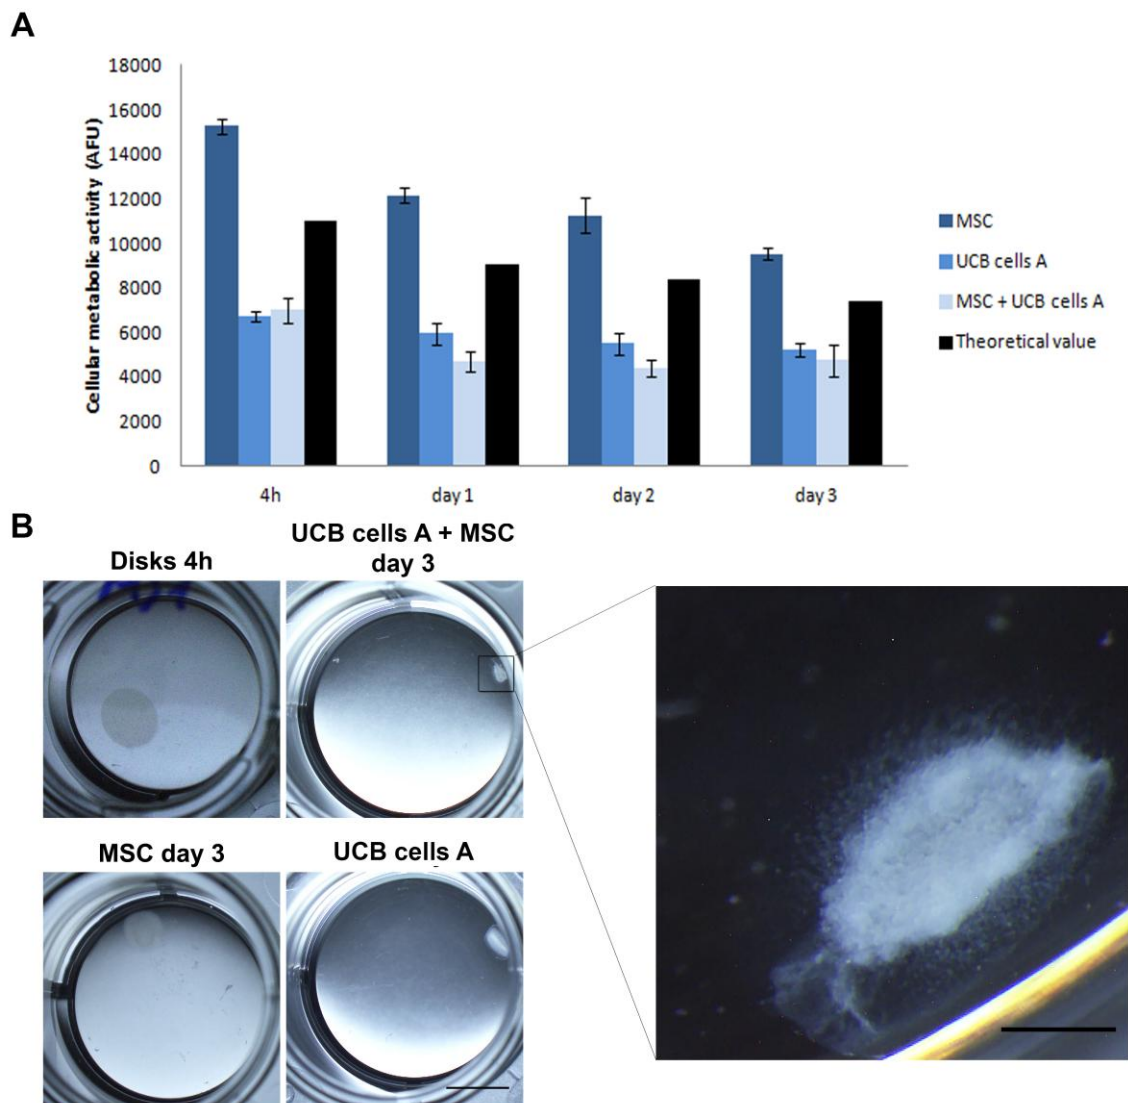 A
18000
16000
14000
12000
10000
8000
6000
4000
2000
0
Cellular metabolic activity (AFU)
4h
day 1
day 2
day 3
MSC
UCB cells A
MSC + UCB cells A
Theoretical value
B
Disks 4h
UCB cells A + MSC
day 3
MSC day 3
UCB cells A